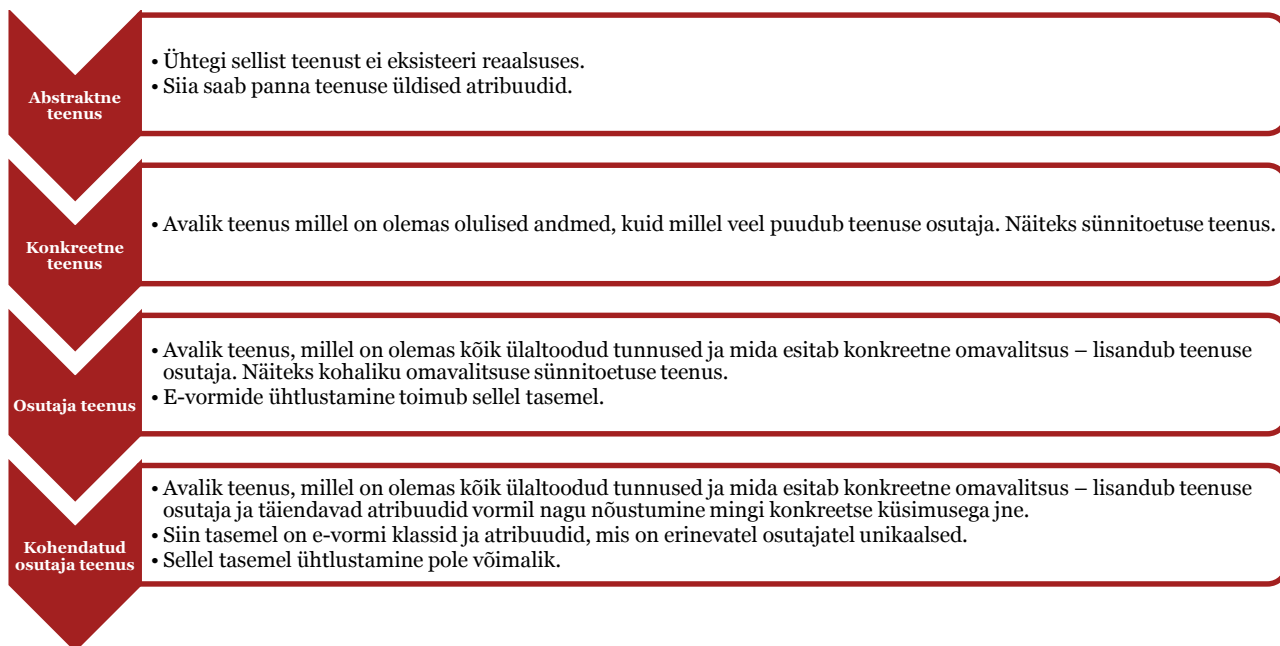 Abstraktne
teenus
• Ühtegi sellist teenust ei eksisteeri reaalsuses.
• Siia saab panna teenuse üldised atribuudid.
Konkreetne
teenus
• Avalik teenus millel on olemas olulised andmed, kuid millel veel puudub teenuse osutaja. Näiteks sünnitoetuse teenus.
Osutaja teenus
• Avalik teenus, millel on olemas kõik ülaltoodud tunnused ja mida esitab konkreetne omavalitsus – lisandub teenuse
osutaja. Näiteks kohaliku omavalitsuse sünnitoetuse teenus.
• E-vormide ühtlustamine toimub sellel tasemel.
Kohendatud
osutaja teenus
• Avalik teenus, millel on olemas kõik ülaltoodud tunnused ja mida esitab konkreetne omavalitsus – lisandub teenuse
osutaja ja täiendavad atribuudid vormil nagu nõustumine mingi konkreetse küsimusega jne.
• Siin tasemel on e-vormi klassid ja atribuudid, mis on erinevatel osutajatel unikaalsed.
• Sellel tasemel ühtlustamine pole võimalik.